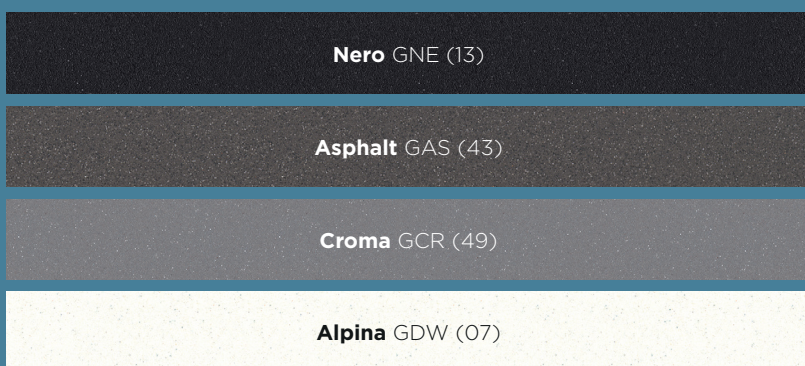 Nero GNE (13)
Asphalt GAS (43)
Croma GCR (49)
Alpina GDW (07)